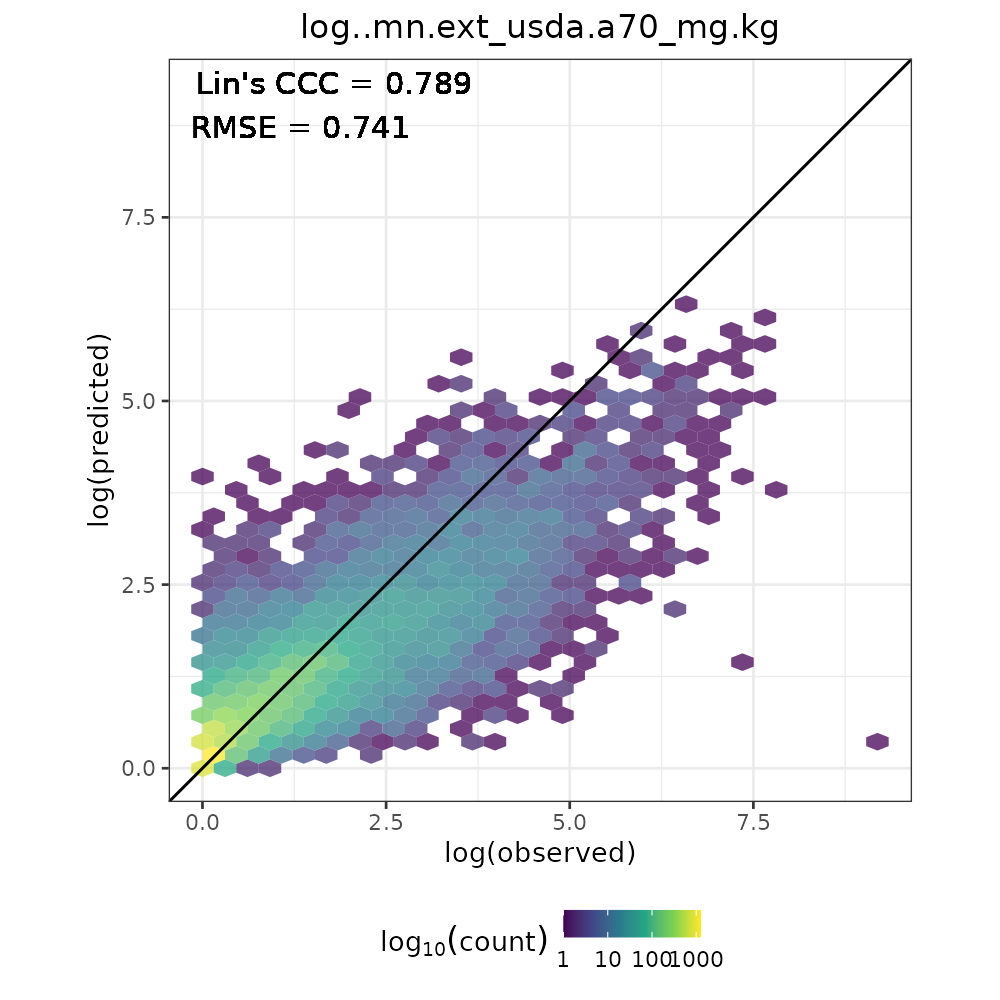 log..mn.ext_usda.a70_mg.kg
Lin's CCC = 0.789
RMSE = 0.741
log(predicted)
7.5
5.0
2.5
0.0
0.0 2.5 5.0 7.5
log(observed)
log₁₀(count)
1 10 100 1000